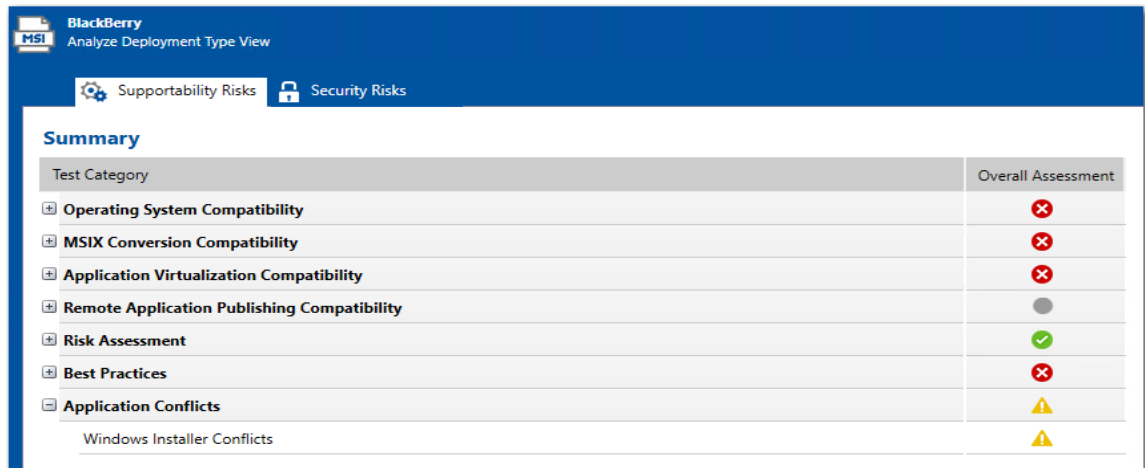 BlackBerry
MSI
Analyze Deployment Type View
Supportability Risks
Security Risks
Summary
Test Category
Overall Assessment
Operating System Compatibility
MSIX Conversion Compatibility
Application Virtualization Compatibility
Remote Application Publishing Compatibility
Risk Assessment
Best Practices
Application Conflicts
Windows Installer Conflicts